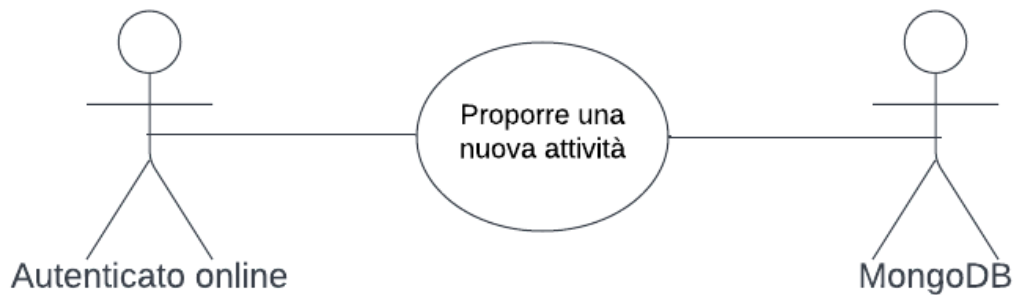 Proporre una
nuova attività
Autenticato online
MongoDB